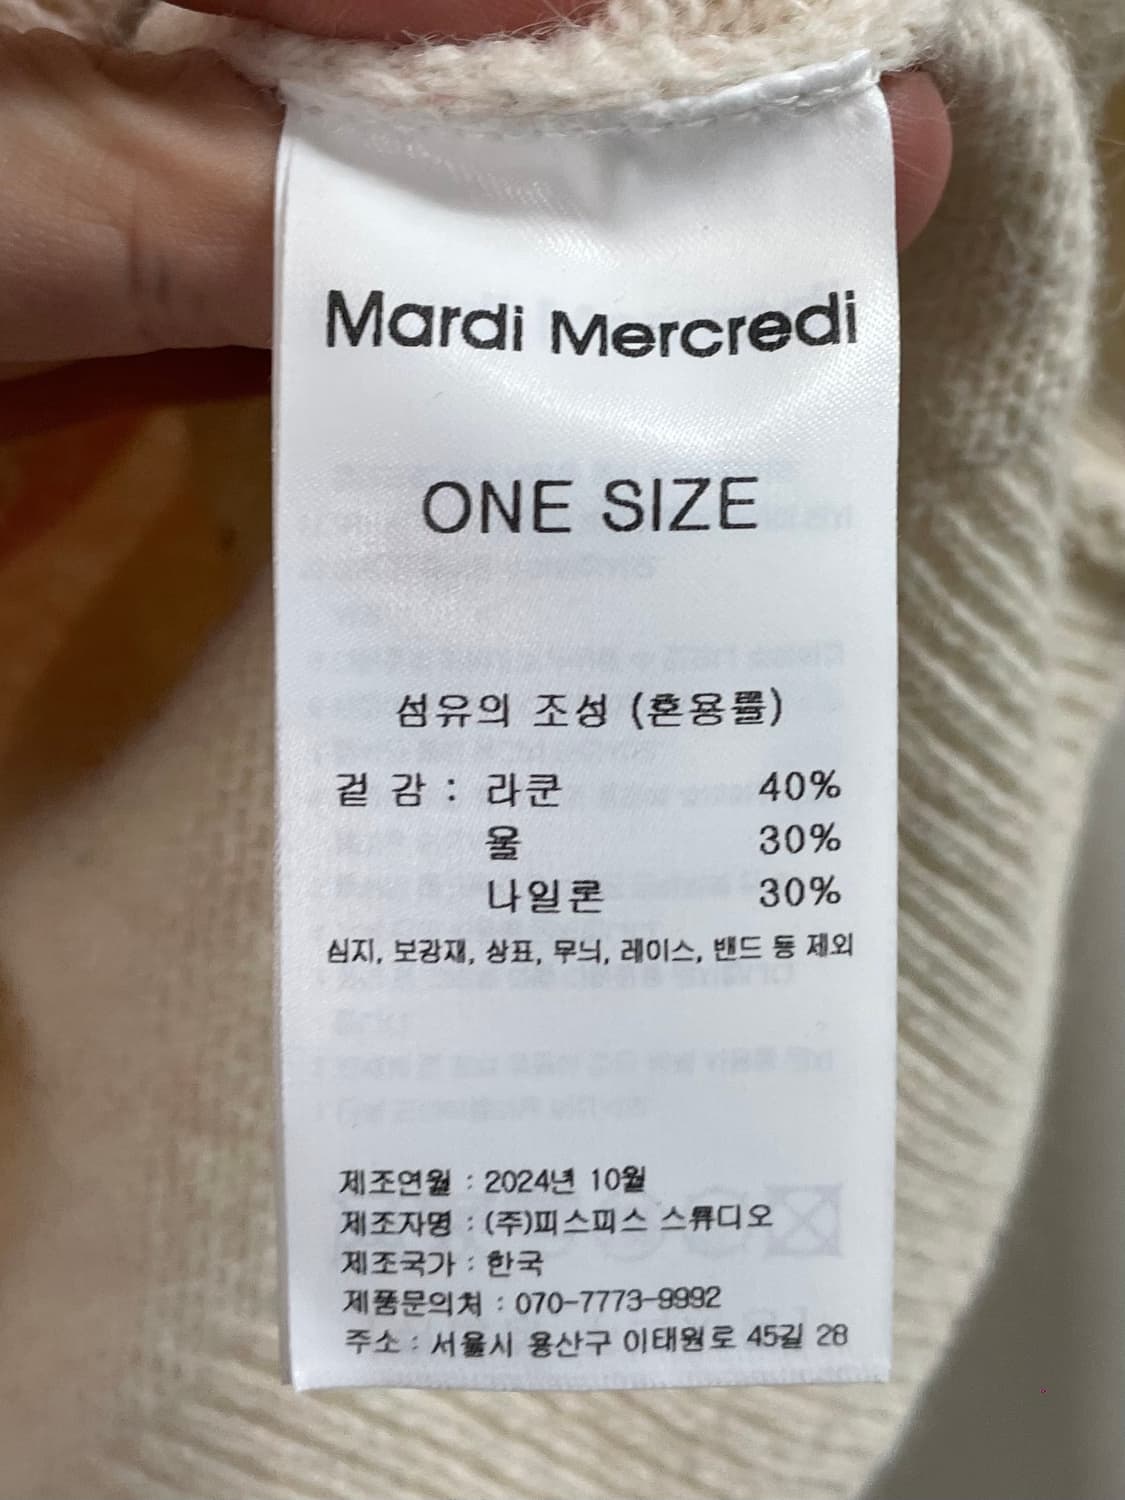 Mardi Mercredi
ONE SIZE
섬유의 조성 (혼용률)
겉 감 : 라쿤 40%
울 30%
나일론 30%
심지, 보강재, 상표, 무늬, 레이스, 밴드 등 제외
제조연월 : 2024년 10월
제조자명 : (주)피스피스 스튜디오
제조국가 : 한국
제품문의처 : 070-7773-9992
주소 : 서울시 용산구 이태원로 45길 28